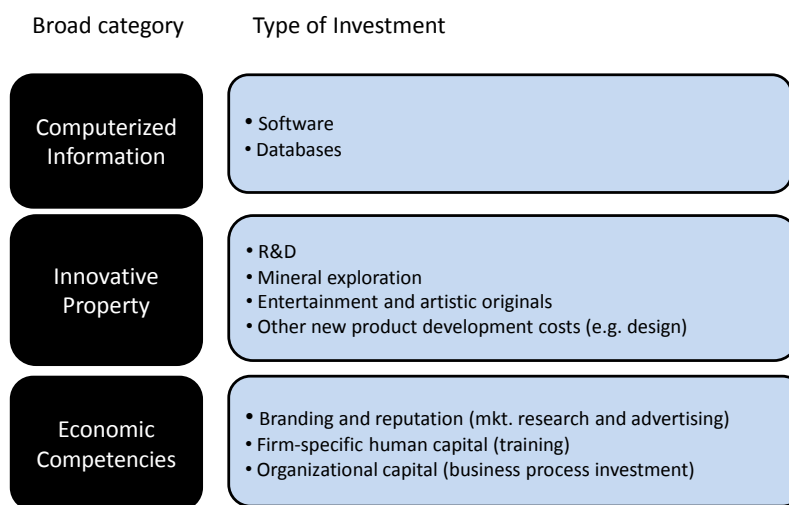 Broad category
Type of Investment
Computerized
Information
• Software
• Databases
Innovative
Property
• R&D
• Mineral exploration
• Entertainment and artistic originals
• Other new product development costs (e.g. design)
Economic
Competencies
• Branding and reputation (mkt. research and advertising)
• Firm-specific human capital (training)
• Organizational capital (business process investment)